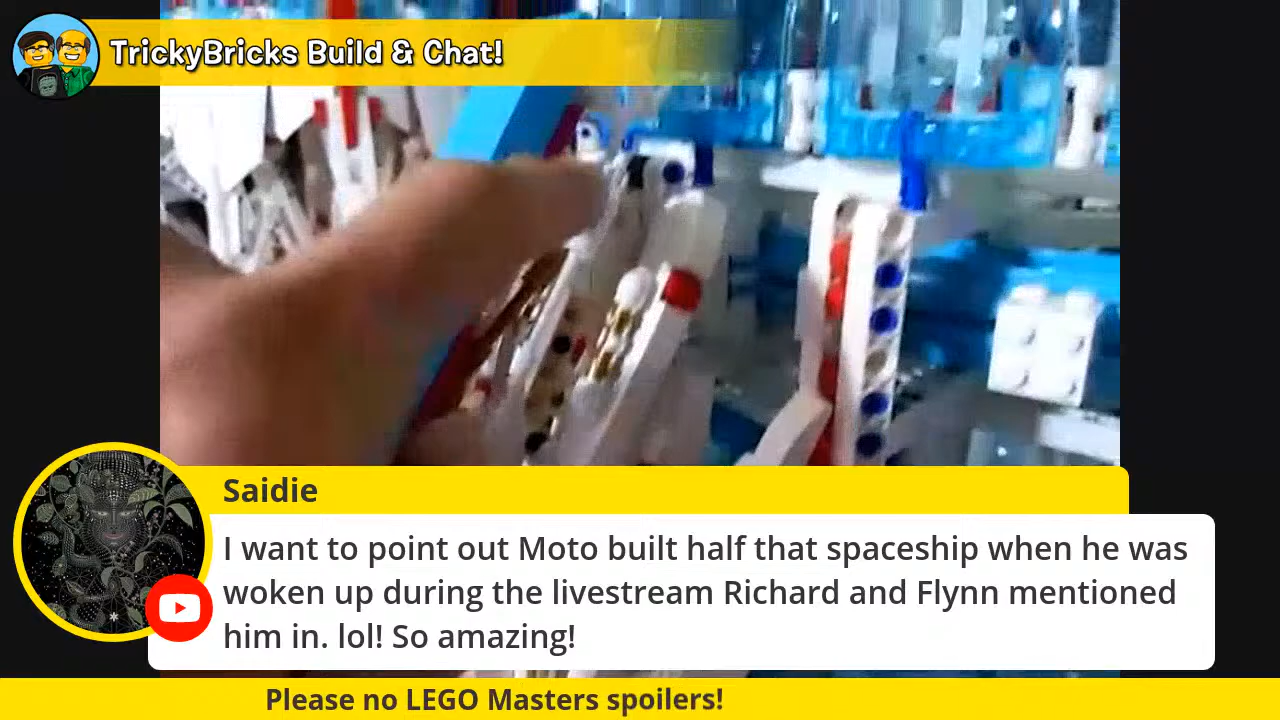 TrickyBricks Build & Chat!
Saidie
I want to point out Moto built half that spaceship when he was
woken up during the livestream Richard and Flynn mentioned
him in. lol! So amazing!
Please no LEGO Masters spoilers!